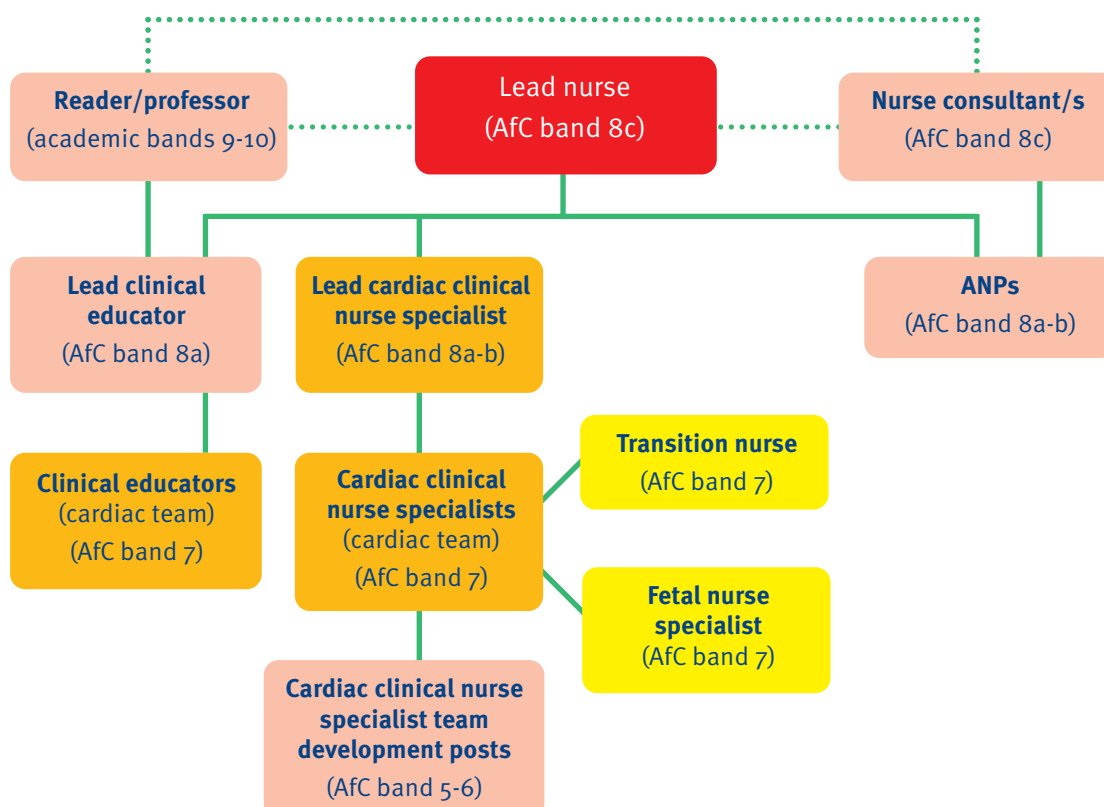 Lead nurse
(AfC band 8c)
Reader/professor
(academic bands 9-10)
Nurse consultant/s
(AfC band 8c)
Lead clinical
educator
(AfC band 8a)
Lead cardiac clinical
nurse specialist
(AfC band 8a-b)
ANPs
(AfC band 8a-b)
Clinical educators
(cardiac team)
(AfC band 7)
Cardiac clinical
nurse specialists
(cardiac team)
(AfC band 7)
Transition nurse
(AfC band 7)
Fetal nurse
specialist
(AfC band 7)
Cardiac clinical nurse
specialist team
development posts
(AfC band 5-6)